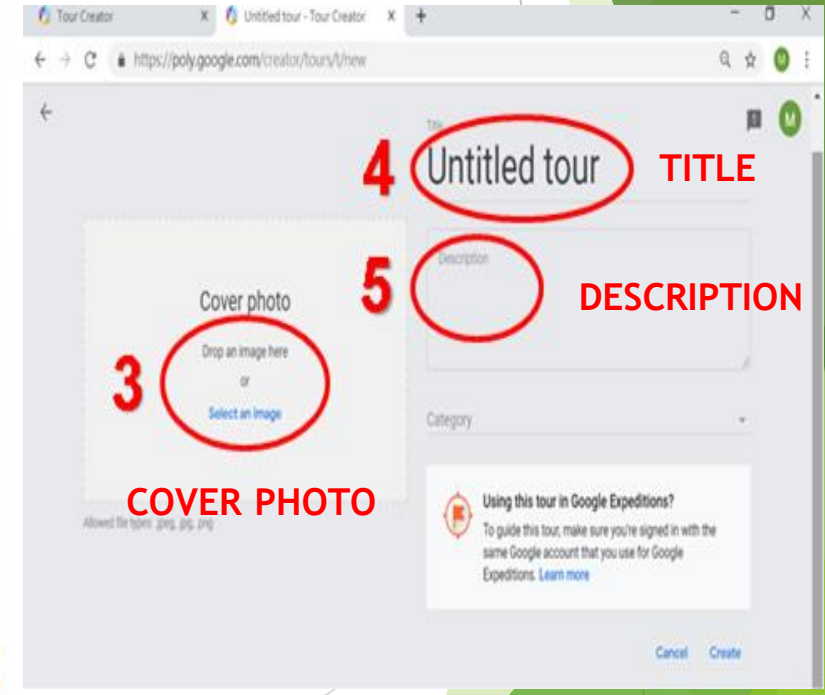 Tour Creator
Untitled tour - Tour Creator
https://poly.google.com/creator/tours/t/new
M
Title
4
Untitled tour
TITLE
Description
5
DESCRIPTION
Cover photo
Drop an image here
or
Select an image
3
COVER PHOTO
Allowed file types: jpeg, jpg, png
Category
Using this tour in Google Expeditions?
To guide this tour, make sure you're signed in with the
same Google account that you use for Google
Expeditions. Learn more
Cancel Create
M